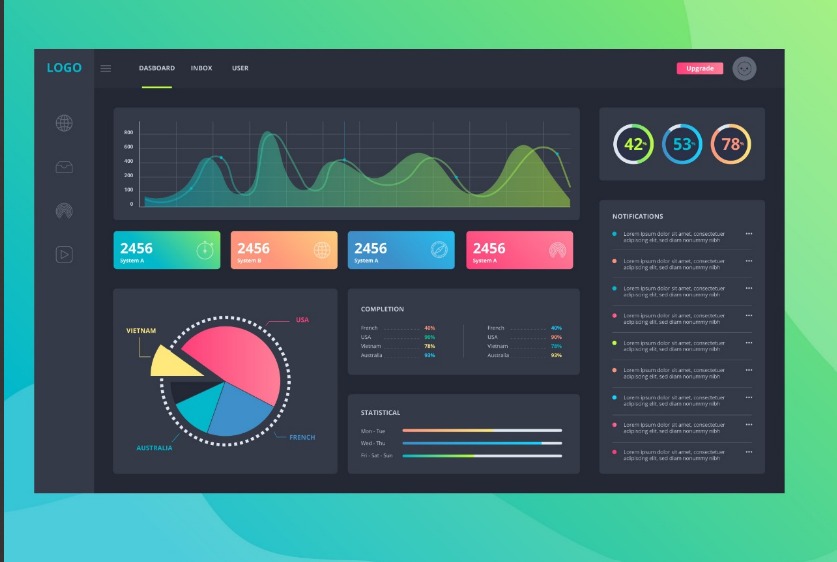 LOGO
DASBOARD INBOX USER
Upgrade
800
600
400
300
100
0
42%
53%
78%
2456
System A
2456
System B
2456
System A
2456
System A
NOTIFICATIONS
Lorem ipsum dolor sit amet, consectetuer
adipiscing elit, sed diam nonummy nibh
Lorem ipsum dolor sit amet, consectetuer
adipiscing elit, sed diam nonummy nibh
Lorem ipsum dolor sit amet, consectetuer
adipiscing elit, sed diam nonummy nibh
Lorem ipsum dolor sit amet, consectetuer
adipiscing elit, sed diam nonummy nibh
Lorem ipsum dolor sit amet, consectetuer
adipiscing elit, sed diam nonummy nibh
Lorem ipsum dolor sit amet, consectetuer
adipiscing elit, sed diam nonummy nibh
Lorem ipsum dolor sit amet, consectetuer
adipiscing elit, sed diam nonummy nibh
Lorem ipsum dolor sit amet, consectetuer
adipiscing elit, sed diam nonummy nibh
Lorem ipsum dolor sit amet, consectetuer
adipiscing elit, sed diam nonummy nibh
USA
VIETNAM
FRENCH
AUSTRALIA
COMPLETION
French 40%
USA 90%
Vietnam 78%
Australia 93%
French 40%
USA 90%
Vietnam 78%
Australia 93%
STATISTICAL
Mon - Tue
Wed - Thu
Fri - Sat - Sun